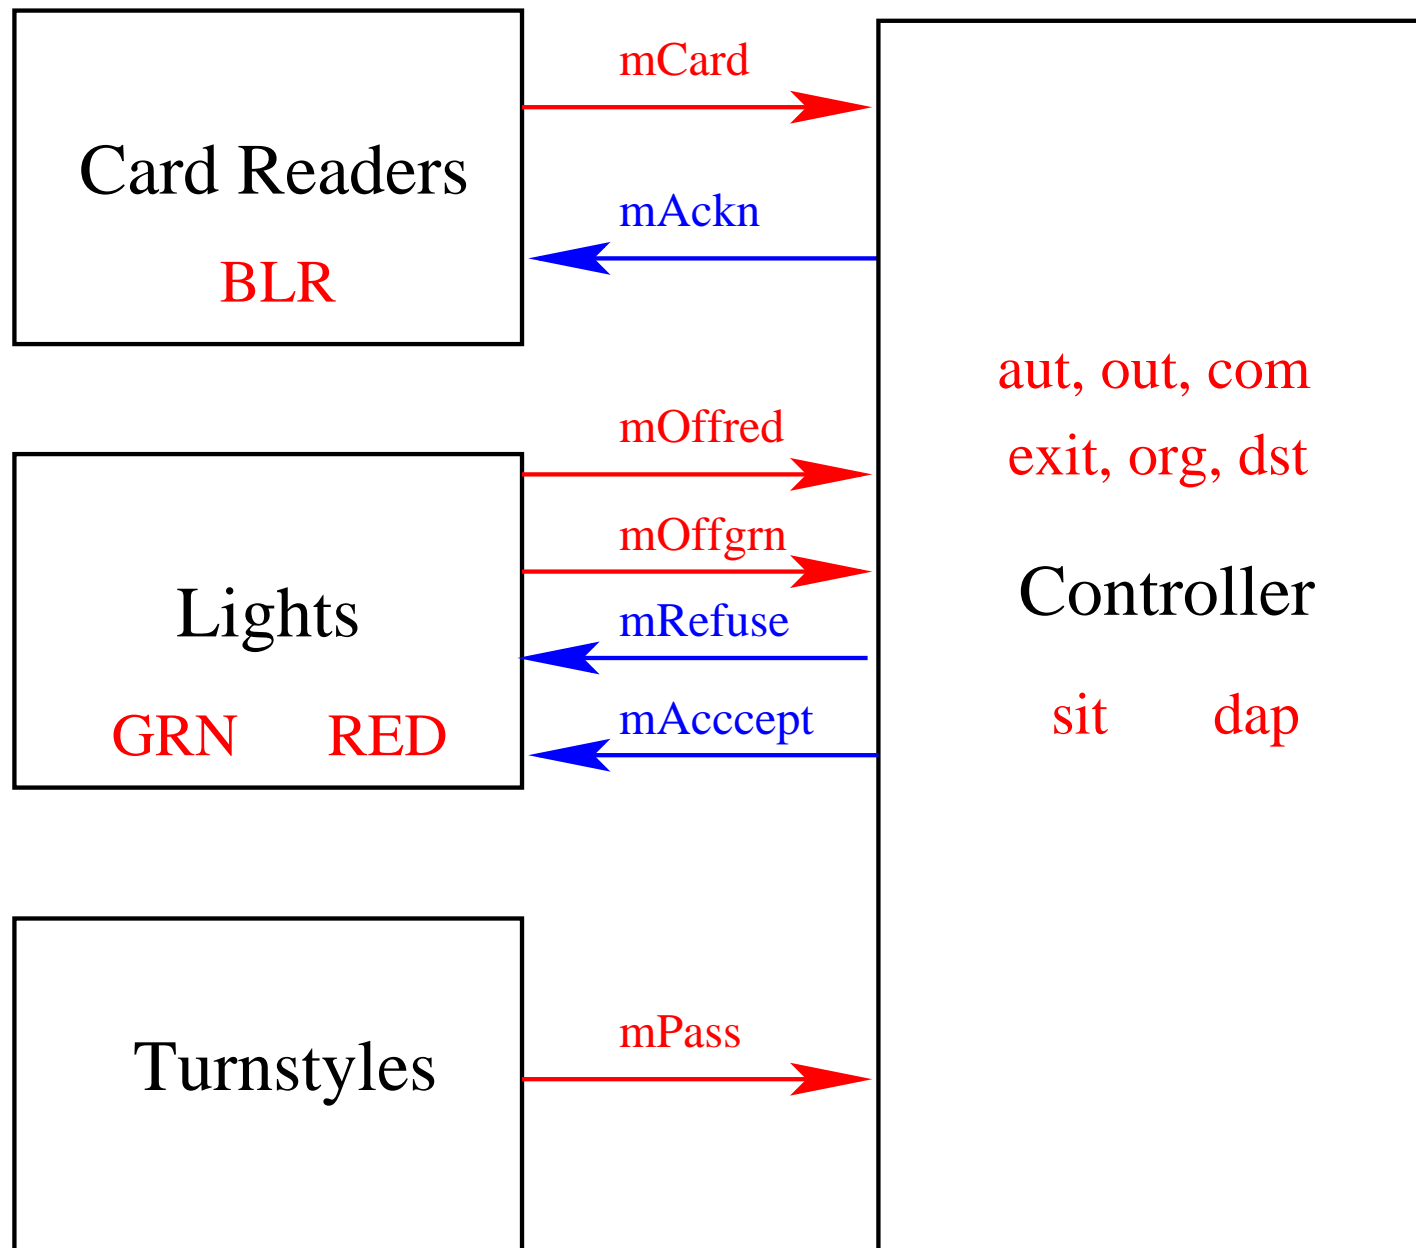 mCard
Card Readers
mAckn
BLR
aut, out, com
mOffred
exit, org, dst
mOffgrn
Controller
Lights
mRefuse
sit dap
mAcccept
GRN RED
mPass
Turnstyles